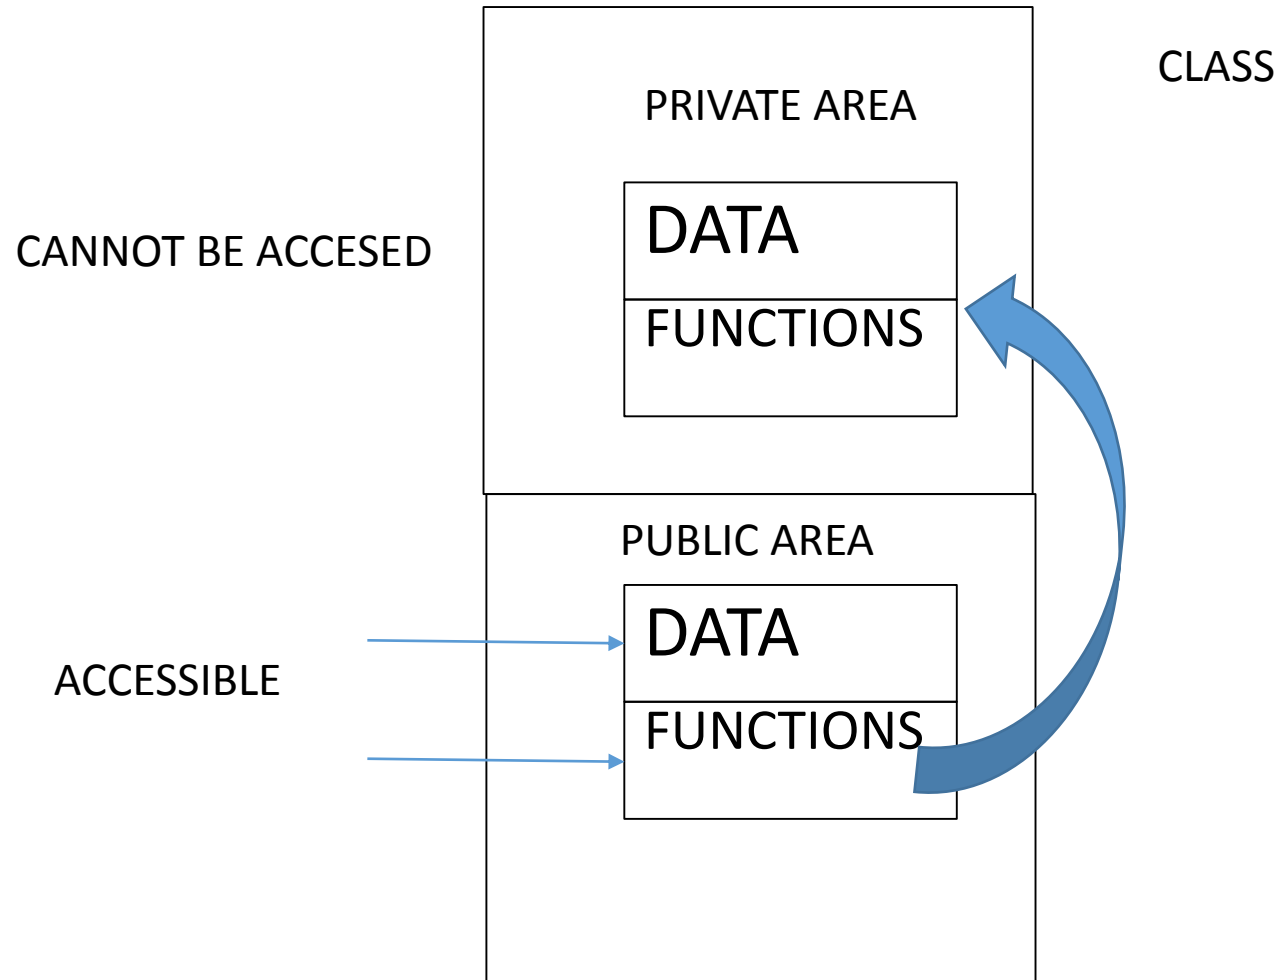 CLASS
PRIVATE AREA
DATA
CANNOT BE ACCESED
FUNCTIONS
PUBLIC AREA
DATA
ACCESSIBLE
FUNCTIONS